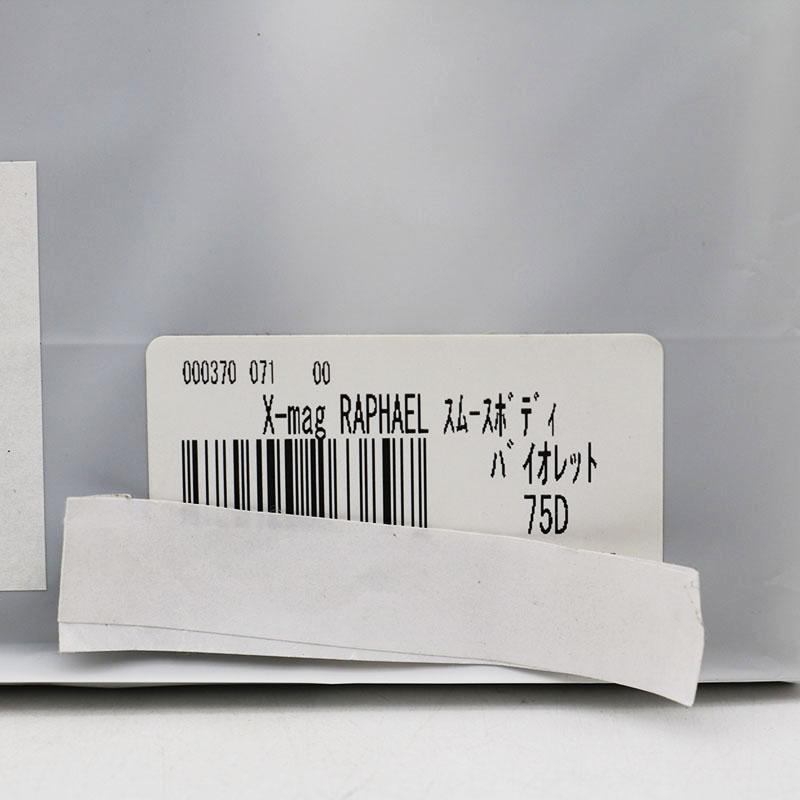 000370 071 00
X-mag RAPHAEL ｽﾑｰｽﾎﾞﾃﾞｨ
ﾊﾞｲｵﾚｯﾄ
75D